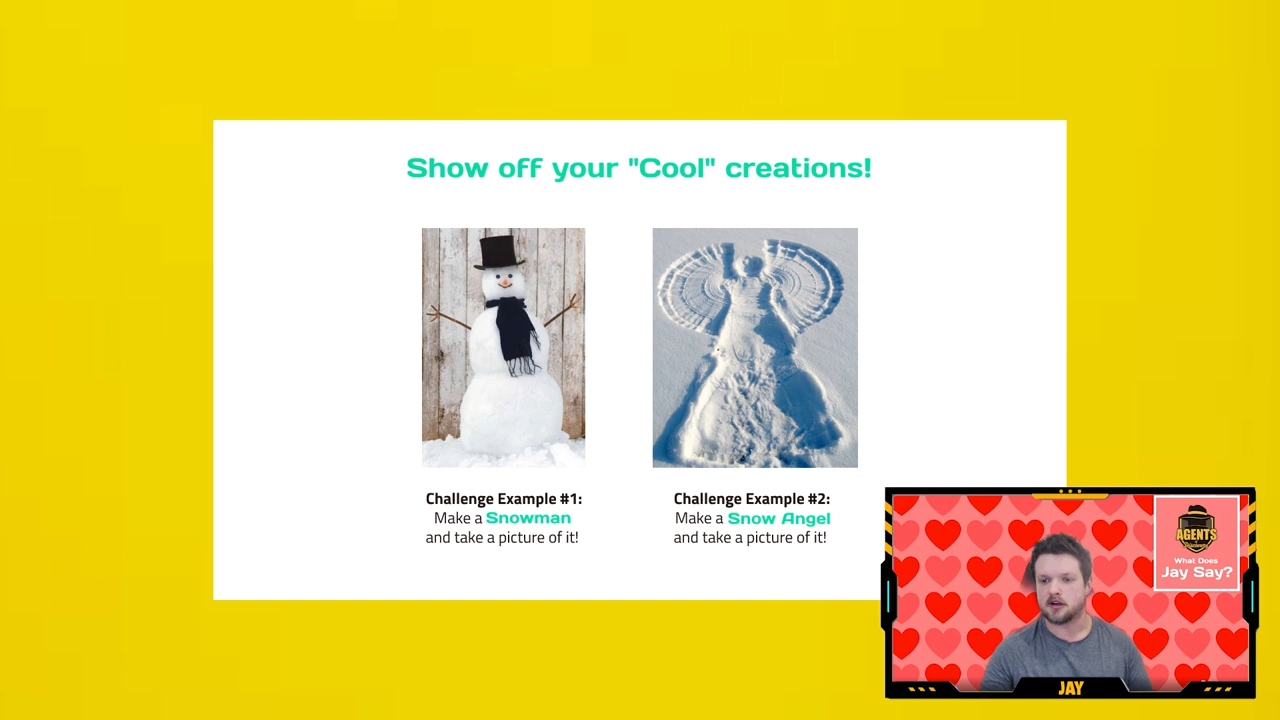 Show off your "Cool" creations!
Challenge Example #1:
Make a Snowman
and take a picture of it!
Challenge Example #2:
Make a Snow Angel
and take a picture of it!
AGENTS
What Does
Jay Say?
JAY